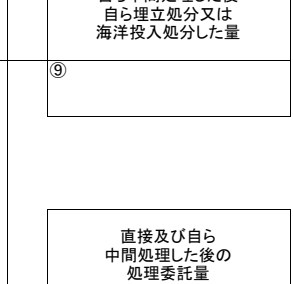 自ら埋立処分又は
海洋投入処分した量
⑨
直接及び自ら
中間処理した後の
処理委託量